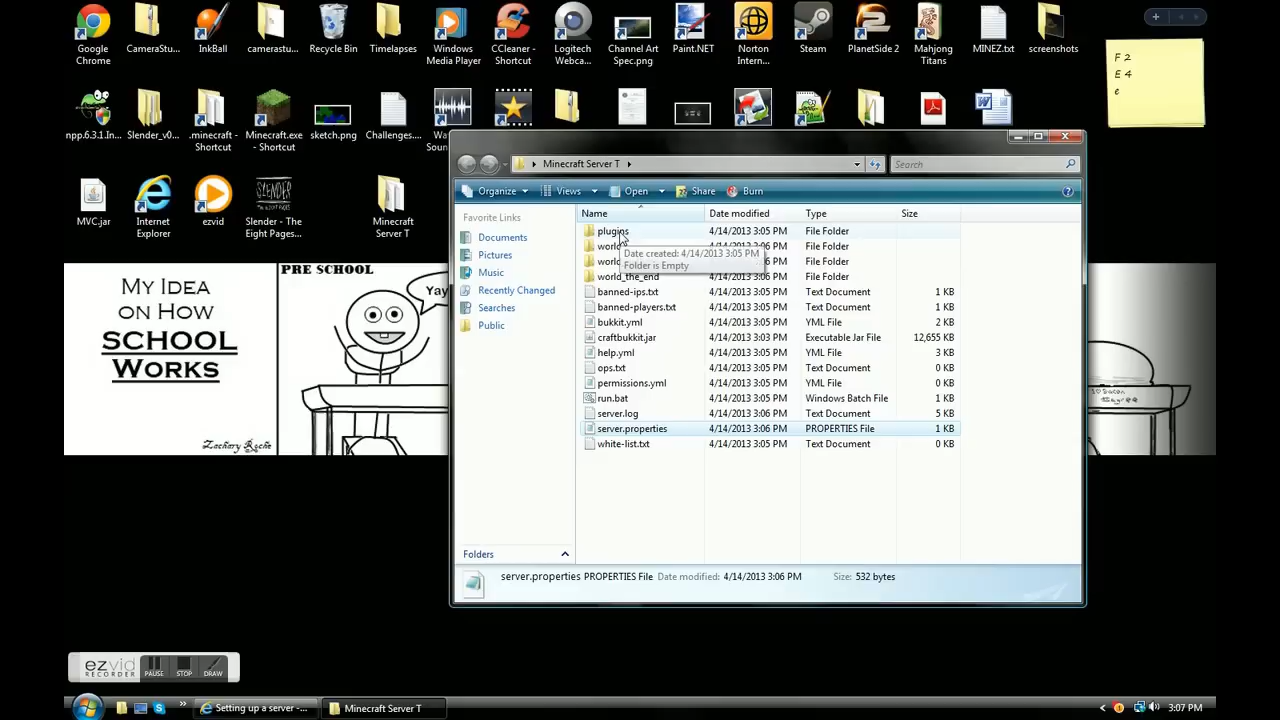 Google Chrome
CameraStu...
InkBall
camerastu...
Recycle Bin
Timelapses
Windows Media Player
CCleaner - Shortcut
Logitech Webca...
Channel Art Spec.png
Paint.NET
Norton Intern...
Steam
PlanetSide 2
Mahjong Titans
MINEZ.txt
screenshots
F 2
E 4
e
npp.6.3.1.In...
Slender_v0...
.minecraft - Shortcut
Minecraft.exe - Shortcut
sketch.png
Challenges....
MVC.jar
Internet Explorer
ezvid
Slender - The Eight Pages...
Minecraft Server T
Minecraft Server T
Search
Organize
Views
Open
Share
Burn
Favorite Links
Documents
Pictures
Music
Recently Changed
Searches
Public
Folders
Name Date modified Type Size
plugins 4/14/2013 3:05 PM File Folder
File Folder
File Folder
world_the_end 4/14/2013 3:06 PM File Folder
banned-ips.txt 4/14/2013 3:05 PM Text Document 1 KB
banned-players.txt 4/14/2013 3:05 PM Text Document 1 KB
bukkit.yml 4/14/2013 3:05 PM YML File 2 KB
craftbukkit.jar 4/14/2013 3:03 PM Executable Jar File 12,655 KB
help.yml 4/14/2013 3:05 PM YML File 3 KB
ops.txt 4/14/2013 3:05 PM Text Document 0 KB
permissions.yml 4/14/2013 3:05 PM YML File 0 KB
run.bat 4/14/2013 3:05 PM Windows Batch File 1 KB
server.log 4/14/2013 3:06 PM Text Document 5 KB
server.properties 4/14/2013 3:06 PM PROPERTIES File 1 KB
white-list.txt 4/14/2013 3:05 PM Text Document 0 KB
Date created: 4/14/2013 3:05 PM
Folder is Empty
server.properties PROPERTIES File Date modified: 4/14/2013 3:06 PM Size: 532 bytes
MY IDEA
ON HOW
SCHOOL
WORKS
Zachary Roche
PRE SCHOOL
Yay
ezvid
RECORDER
PAUSE
STOP
DRAW
Setting up a server -...
Minecraft Server T
3:07 PM